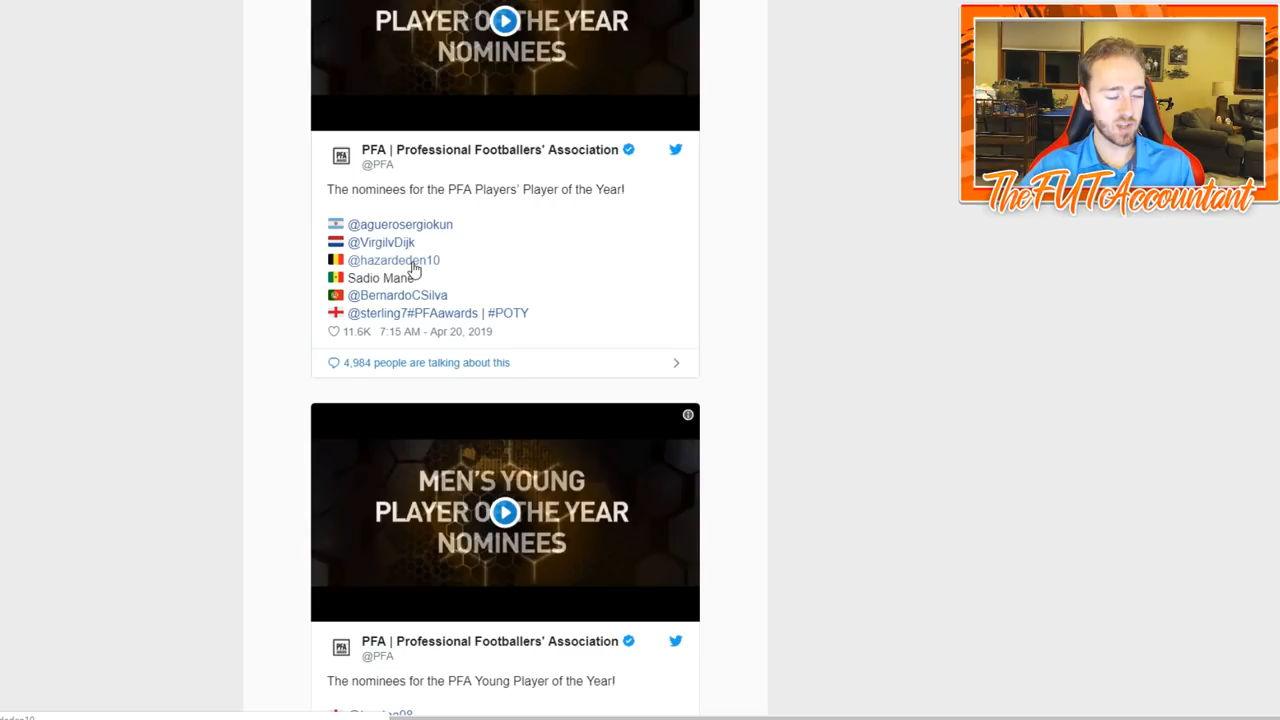 PLAYER OF THE YEAR
NOMINEES
PFA | Professional Footballers' Association
@PFA
The nominees for the PFA Players' Player of the Year!
@aguerosergiokun
@VirgilvDijk
@hazardeden10
Sadio Mane
@BernardoCSilva
@sterling7#PFAawards | #POTY
11.6K 7:15 AM - Apr 20, 2019
4,984 people are talking about this
MEN'S YOUNG
PLAYER OF THE YEAR
NOMINEES
PFA | Professional Footballers' Association
@PFA
The nominees for the PFA Young Player of the Year!
TheFUTAccountant